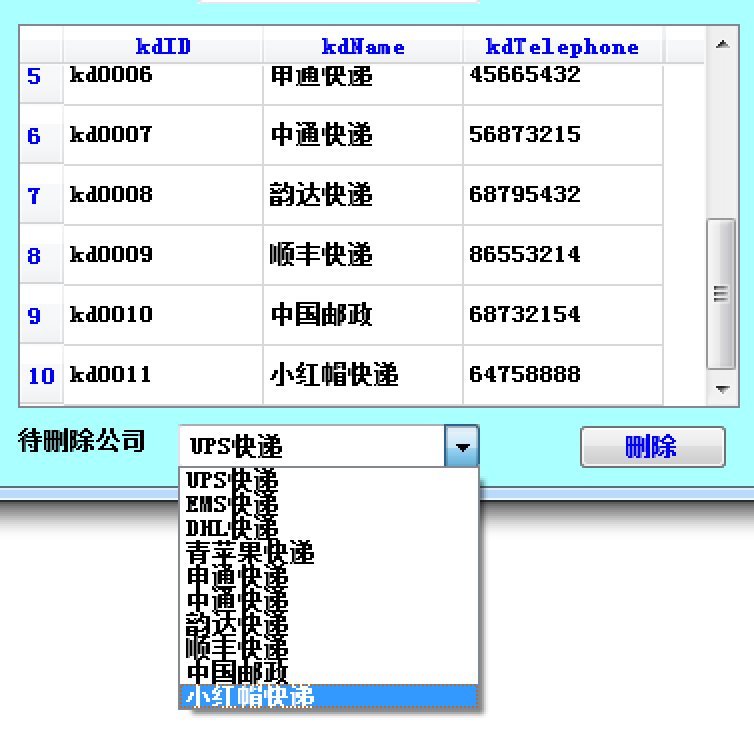 kdID kdName kdTelephone
5 kd0006 申通快递 45665432
6 kd0007 中通快递 56873215
7 kd0008 韵达快递 68795432
8 kd0009 顺丰快递 86553214
9 kd0010 中国邮政 68732154
10 kd0011 小红帽快递 64758888
待删除公司 UPS快递 删除
UPS快递
EMS快递
DHL快递
青苹果快递
申通快递
中通快递
韵达快递
顺丰快递
中国邮政
小红帽快递